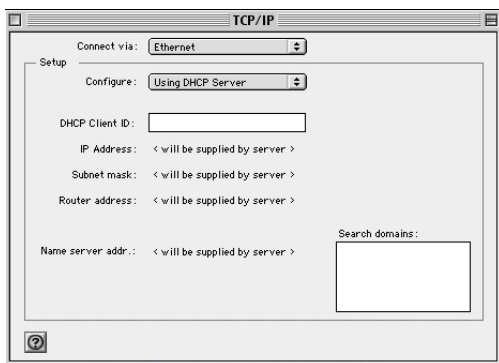 TCP/IP
Connect via: Ethernet
Setup
Configure: Using DHCP Server
DHCP Client ID:
IP Address: < will be supplied by server >
Subnet mask: < will be supplied by server >
Router address: < will be supplied by server >
Search domains:
Name server addr.: < will be supplied by server >
?